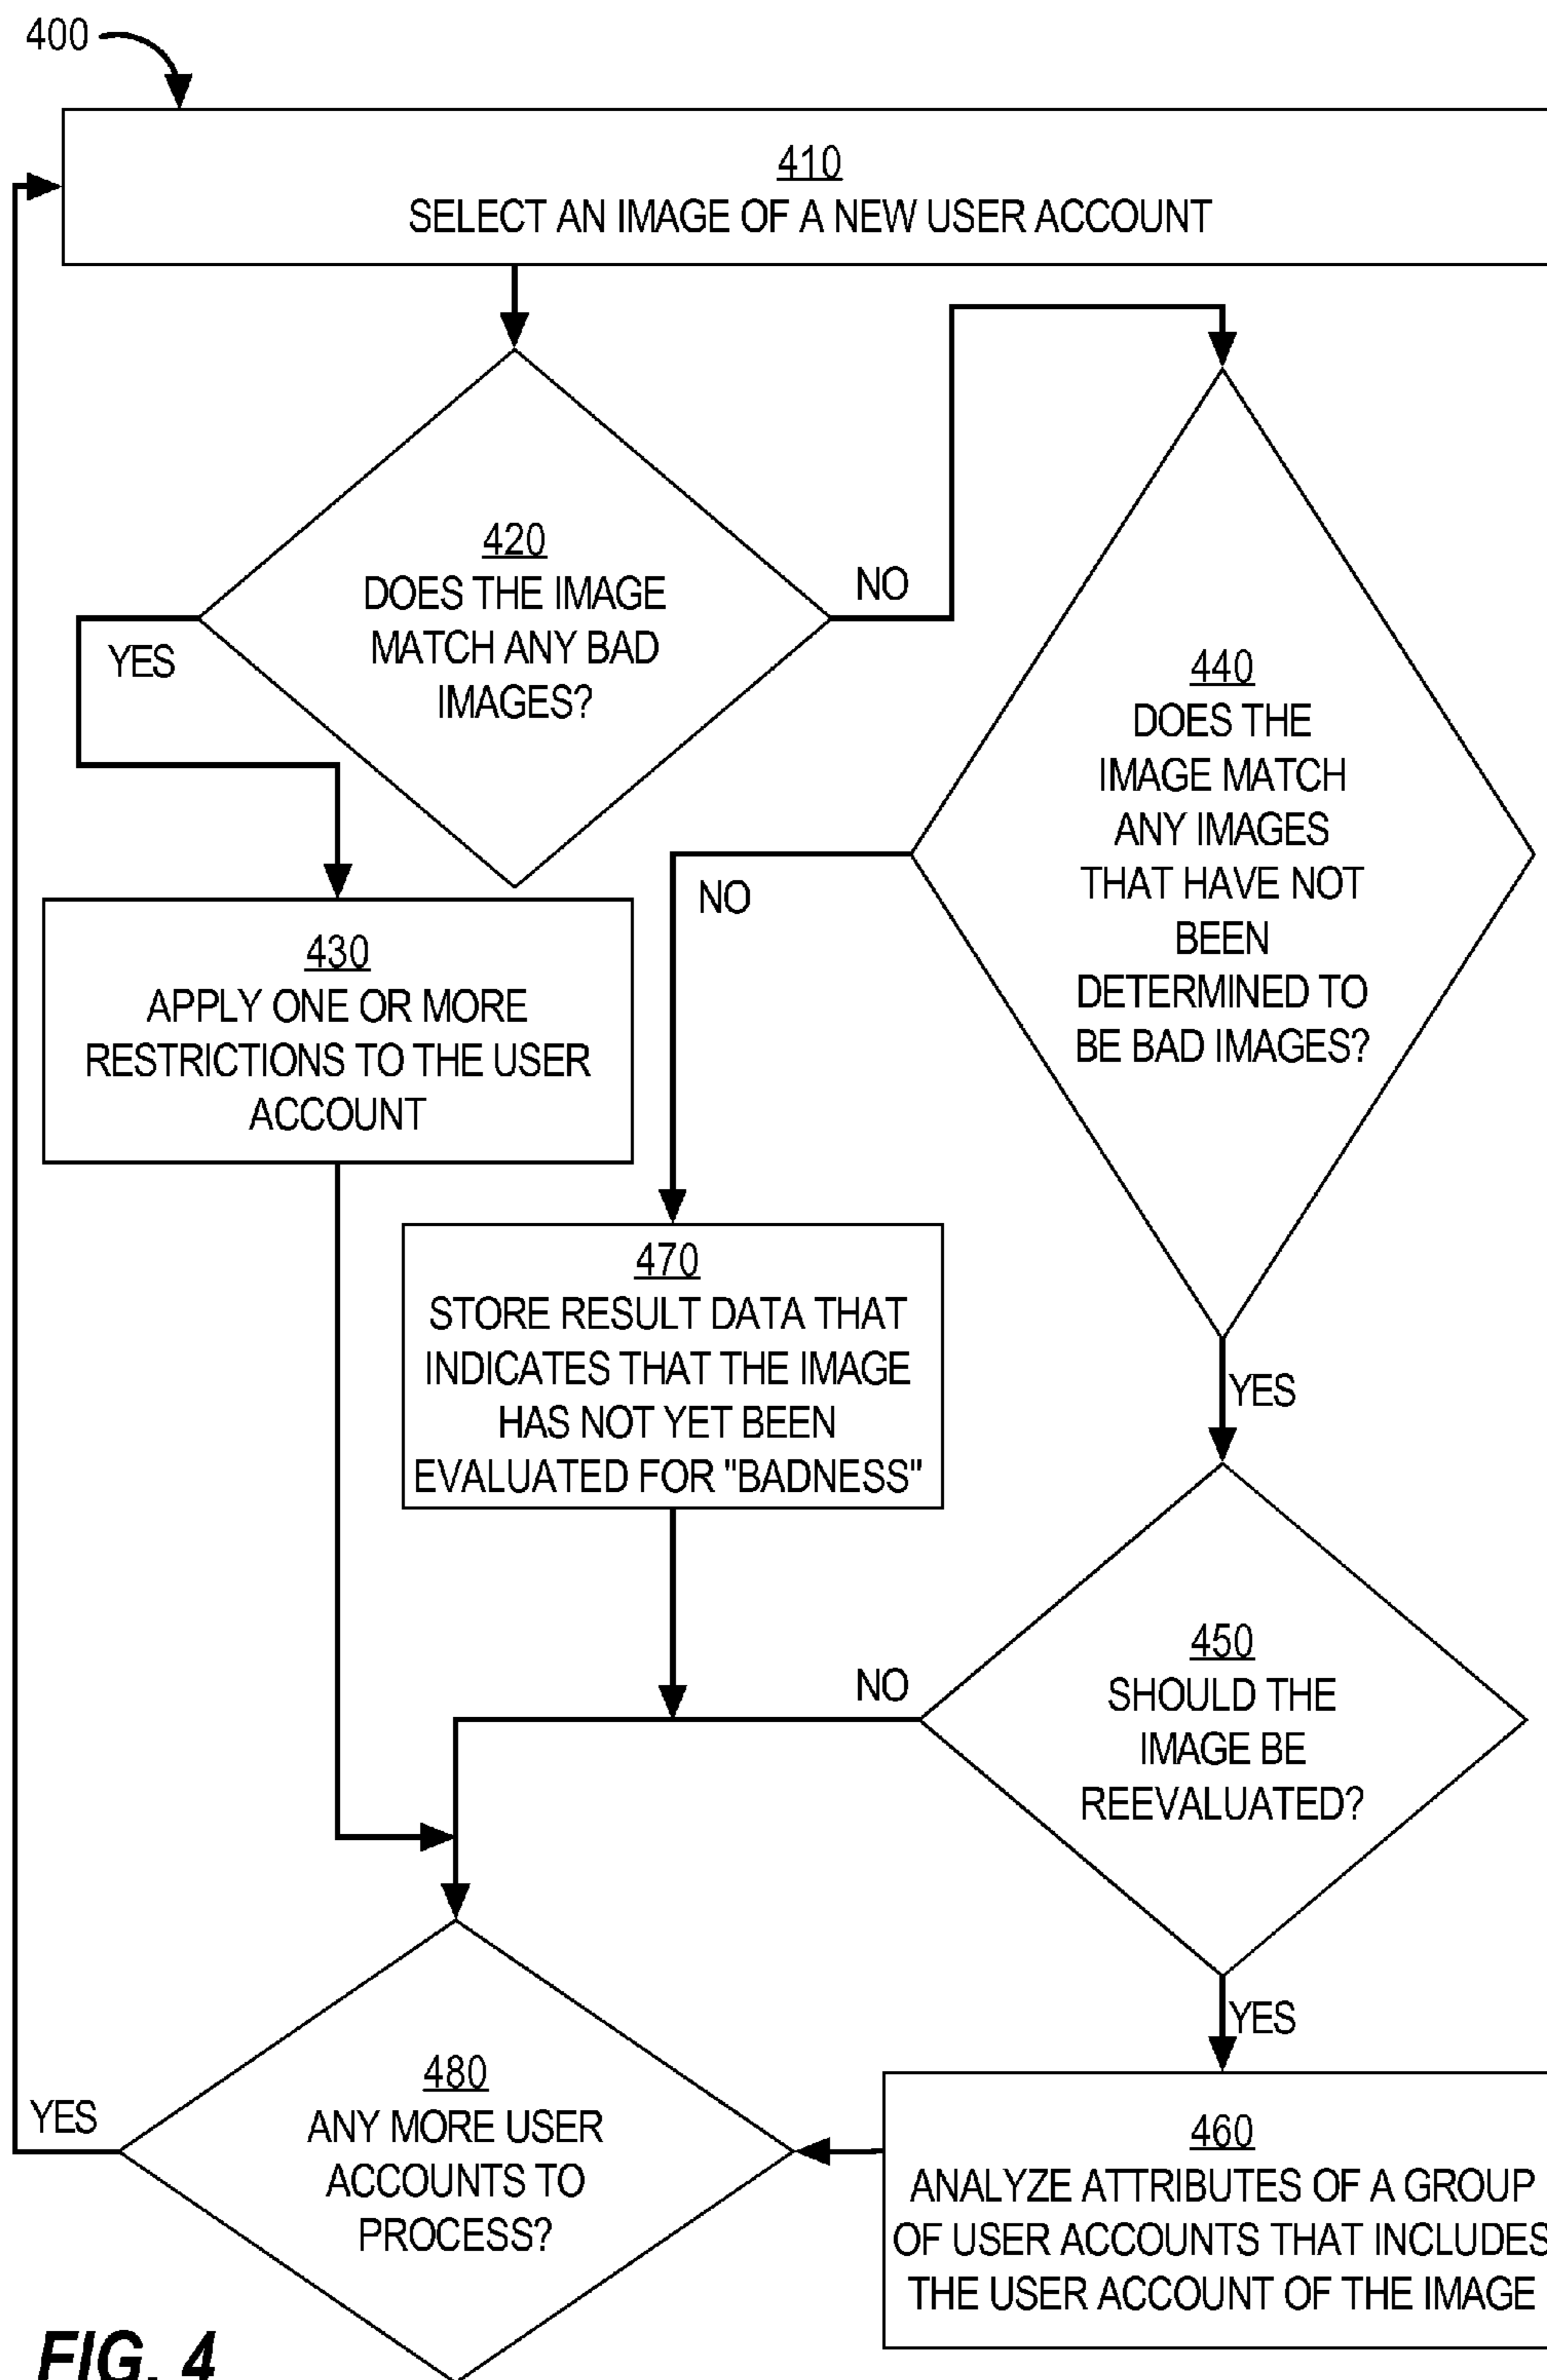 400
410
SELECT AN IMAGE OF A NEW USER ACCOUNT
420
DOES THE IMAGE
MATCH ANY BAD
IMAGES?
YES
NO
440
DOES THE
IMAGE MATCH
ANY IMAGES
THAT HAVE NOT
BEEN
DETERMINED TO
BE BAD IMAGES?
NO
YES
430
APPLY ONE OR MORE
RESTRICTIONS TO THE USER
ACCOUNT
470
STORE RESULT DATA THAT
INDICATES THAT THE IMAGE
HAS NOT YET BEEN
EVALUATED FOR "BADNESS"
450
SHOULD THE
IMAGE BE
REEVALUATED?
NO
YES
460
ANALYZE ATTRIBUTES OF A GROUP
OF USER ACCOUNTS THAT INCLUDES
THE USER ACCOUNT OF THE IMAGE
480
ANY MORE USER
ACCOUNTS TO
PROCESS?
YES
FIG. 4